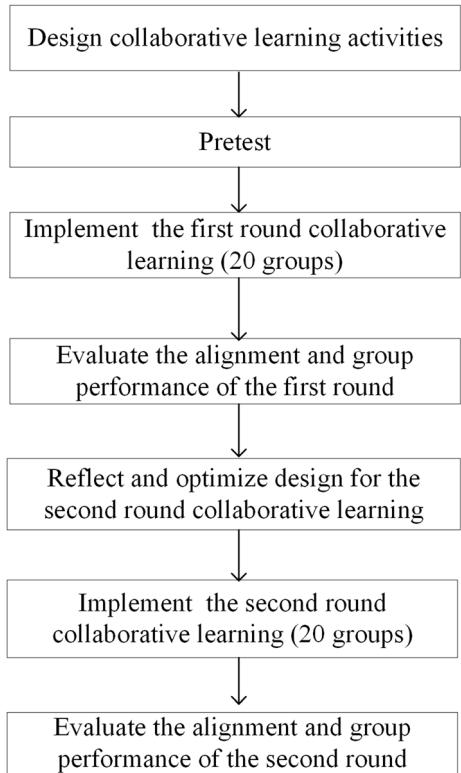 Design collaborative learning activities
Pretest
Implement the first round collaborative
learning (20 groups)
Evaluate the alignment and group
performance of the first round
Reflect and optimize design for the
second round collaborative learning
Implement the second round
collaborative learning (20 groups)
Evaluate the alignment and group
performance of the second round